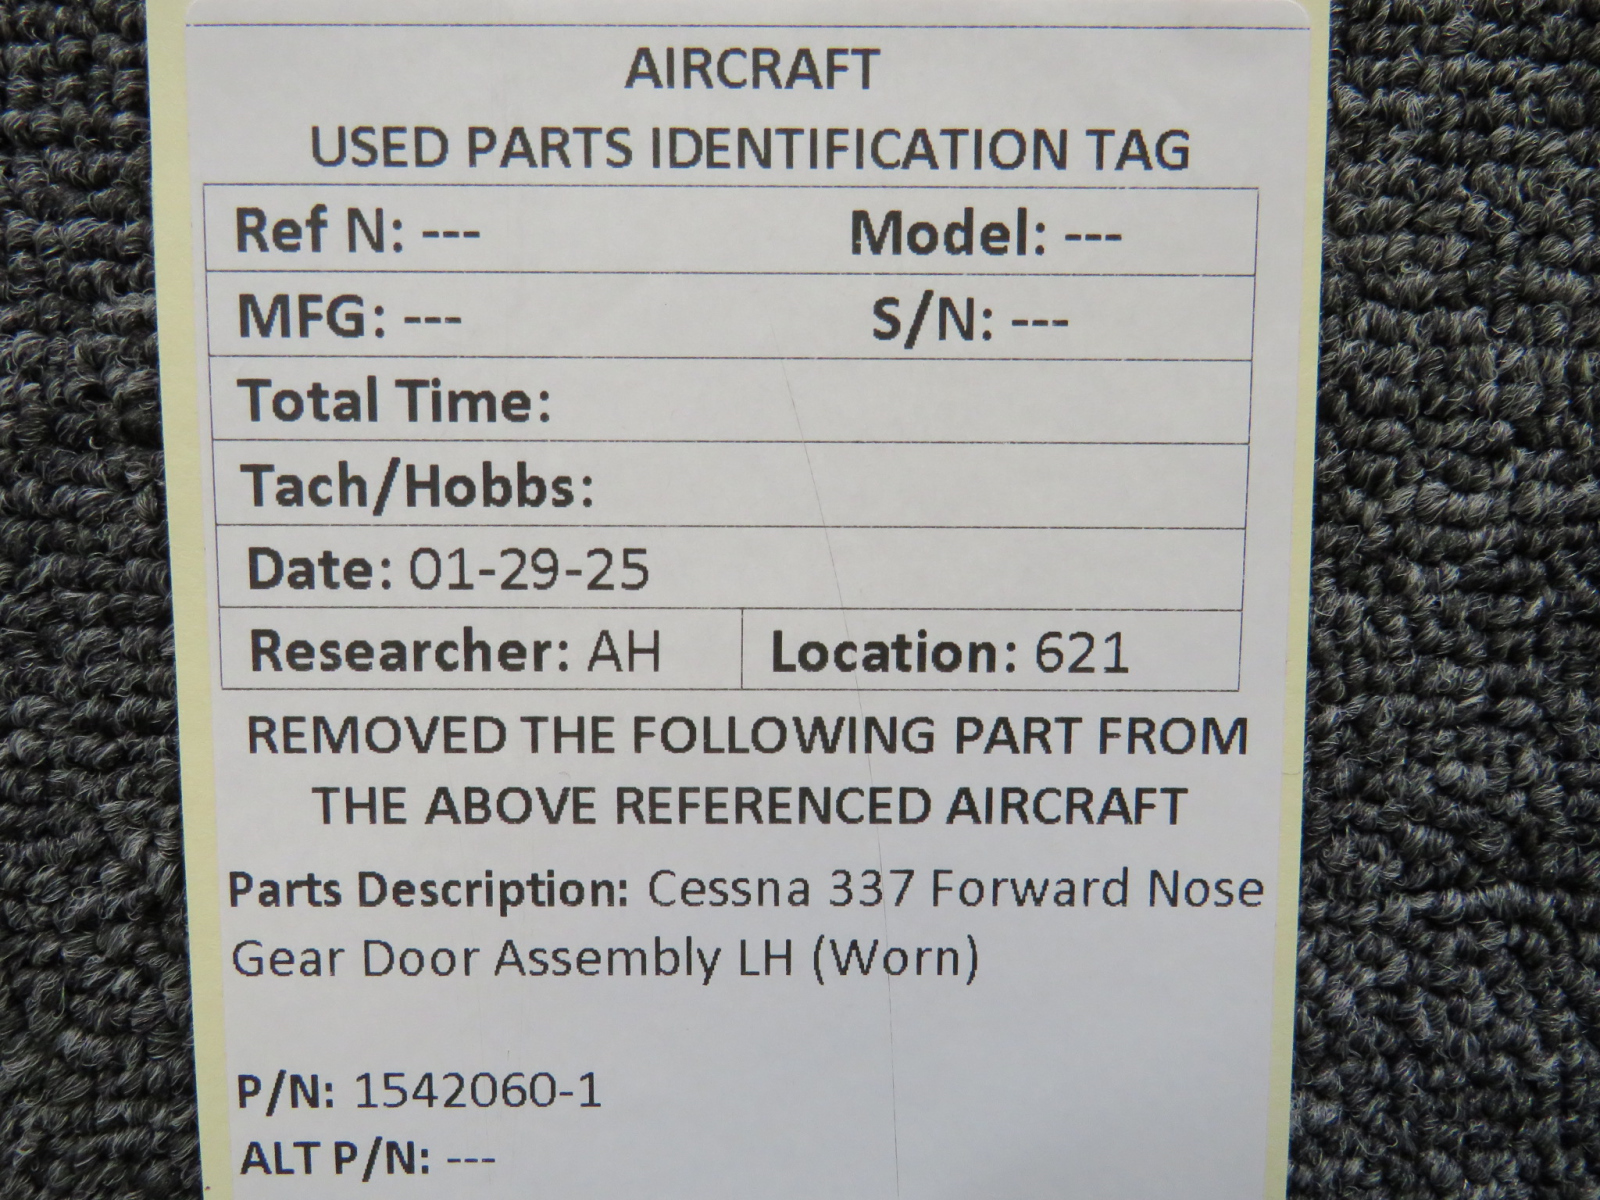 AIRCRAFT
USED PARTS IDENTIFICATION TAG
Ref N: --- Model: ---
MFG: --- S/N: ---
Total Time:
Tach/Hobbs:
Date: 01-29-25
Researcher: AH Location: 621
REMOVED THE FOLLOWING PART FROM
THE ABOVE REFERENCED AIRCRAFT
Parts Description: Cessna 337 Forward Nose
Gear Door Assembly LH (Worn)
P/N: 1542060-1
ALT P/N: ---